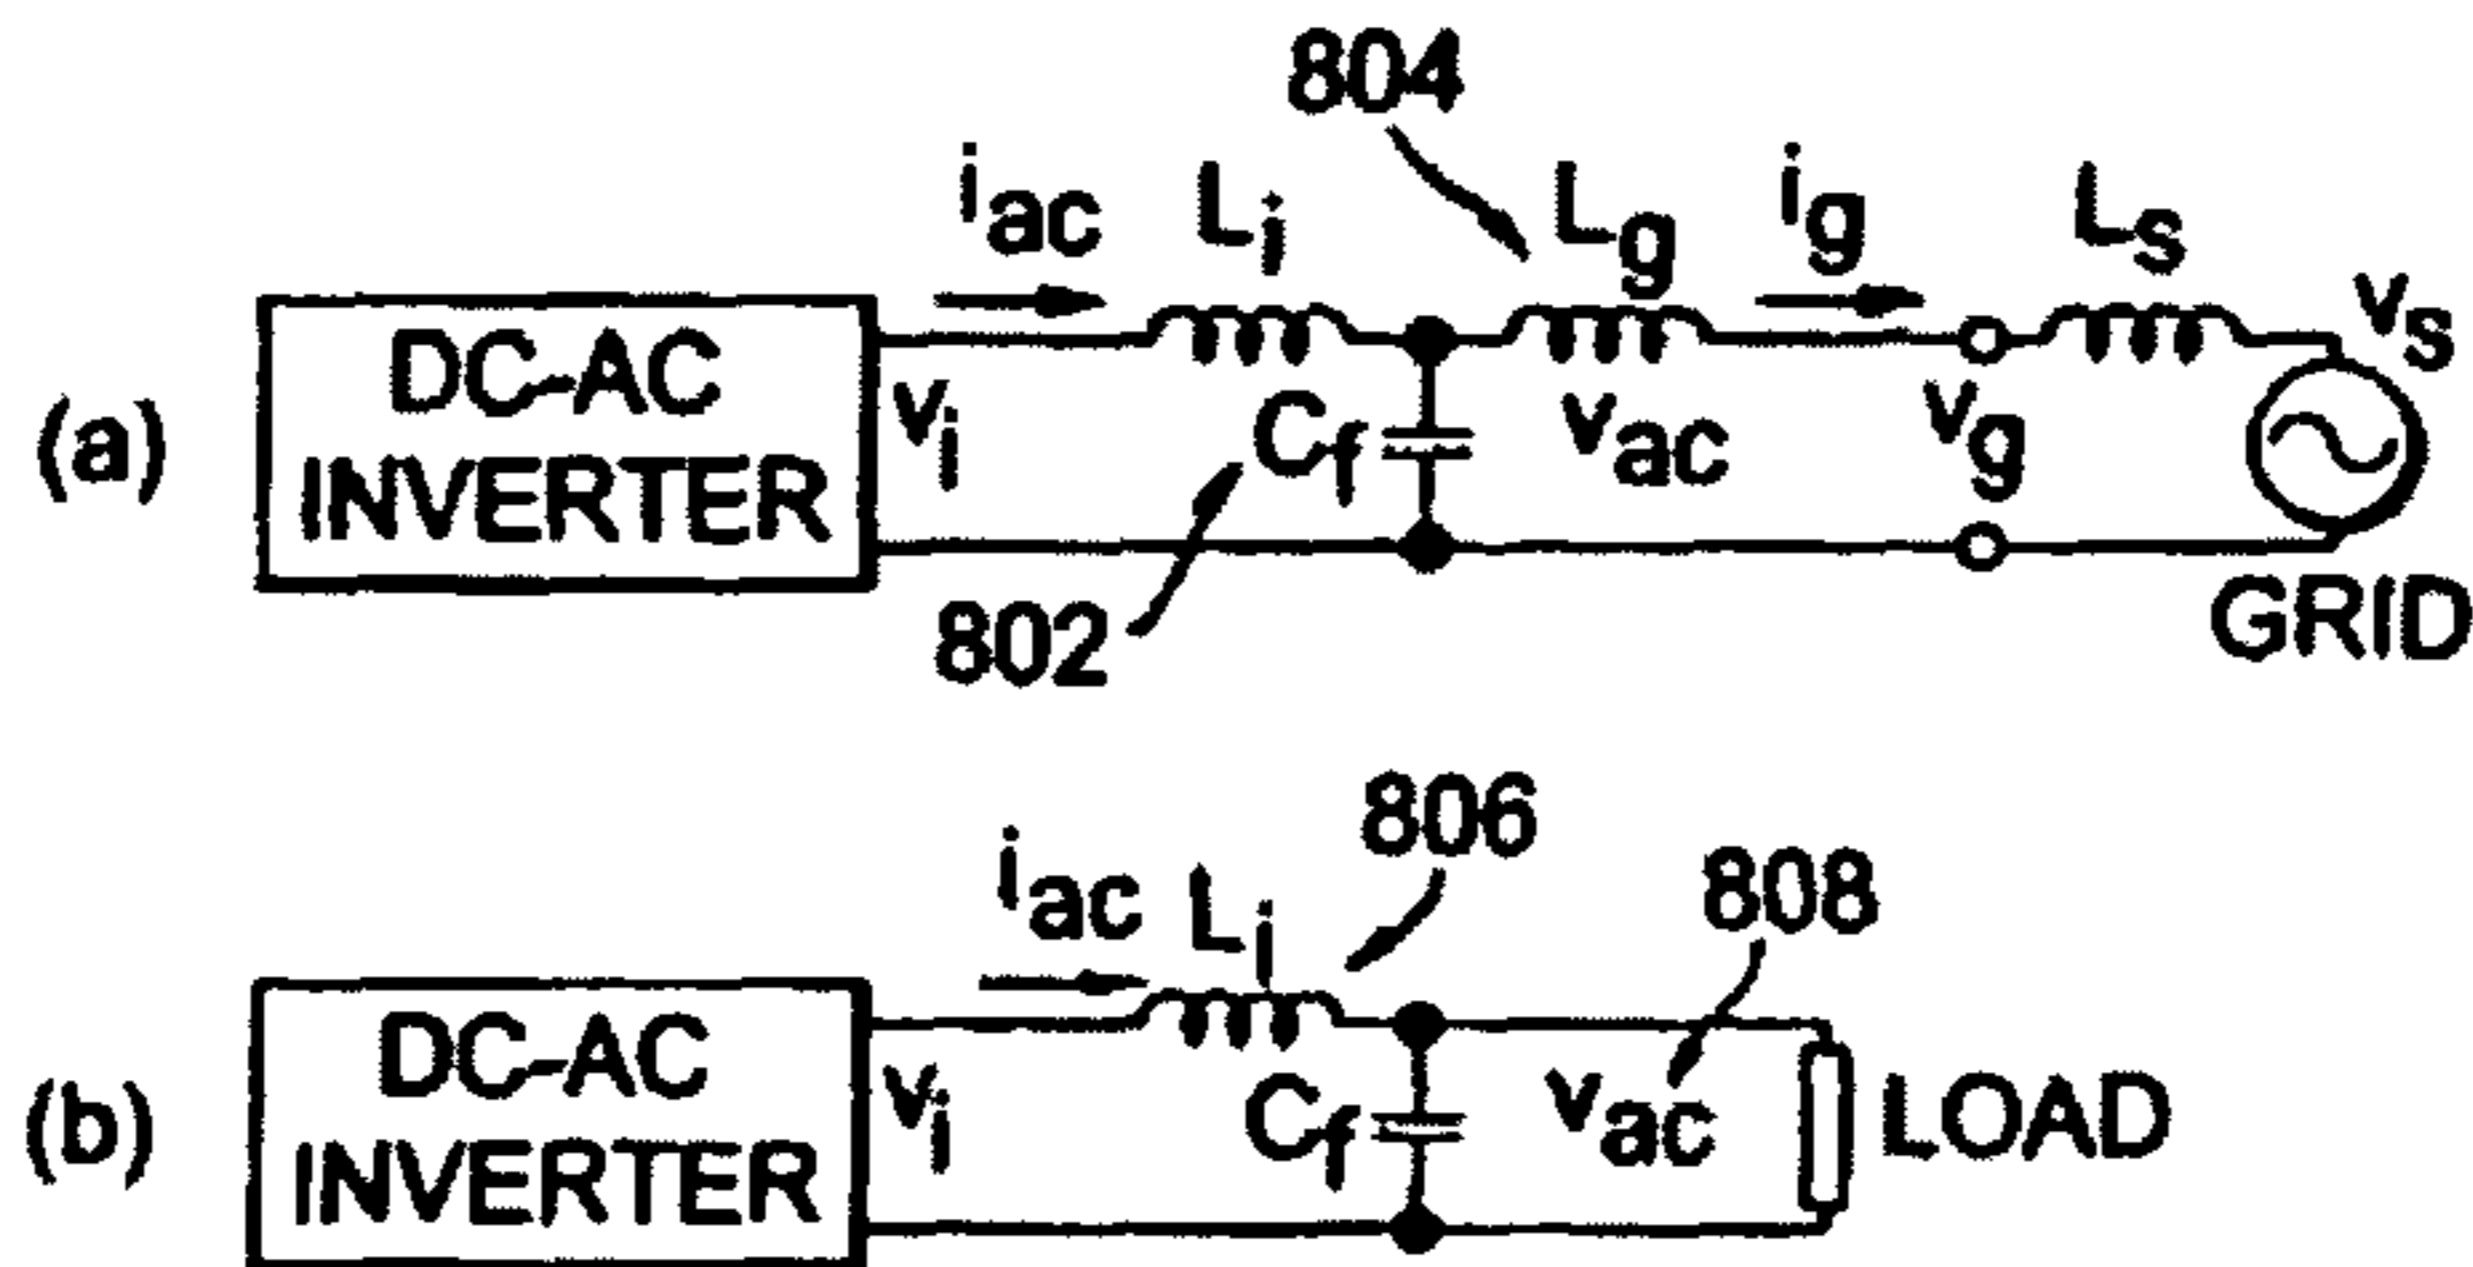 804
i_ac L_i L_g i_g L_s
v_s
DC-AC
INVERTER
(a)
v_i C_f v_ac v_g
802
GRID
806
808
i_ac L_i
DC-AC
INVERTER
(b)
v_i C_f v_ac LOAD